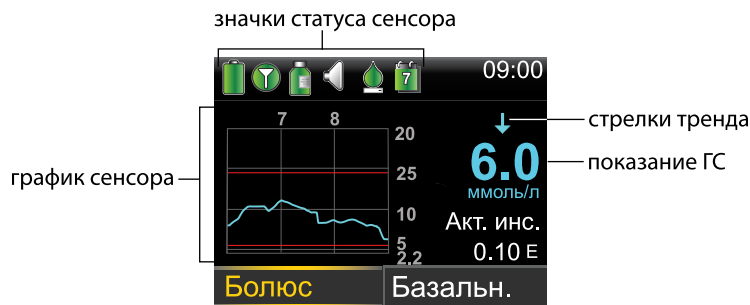 значки статуса сенсора
7
09:00
7 8
20
стрелки тренда
6.0
показание ГС
25
ммоль/л
график сенсора
10
Акт. инс.
5
0.10 Е
2,2
Болюс
Базальн.